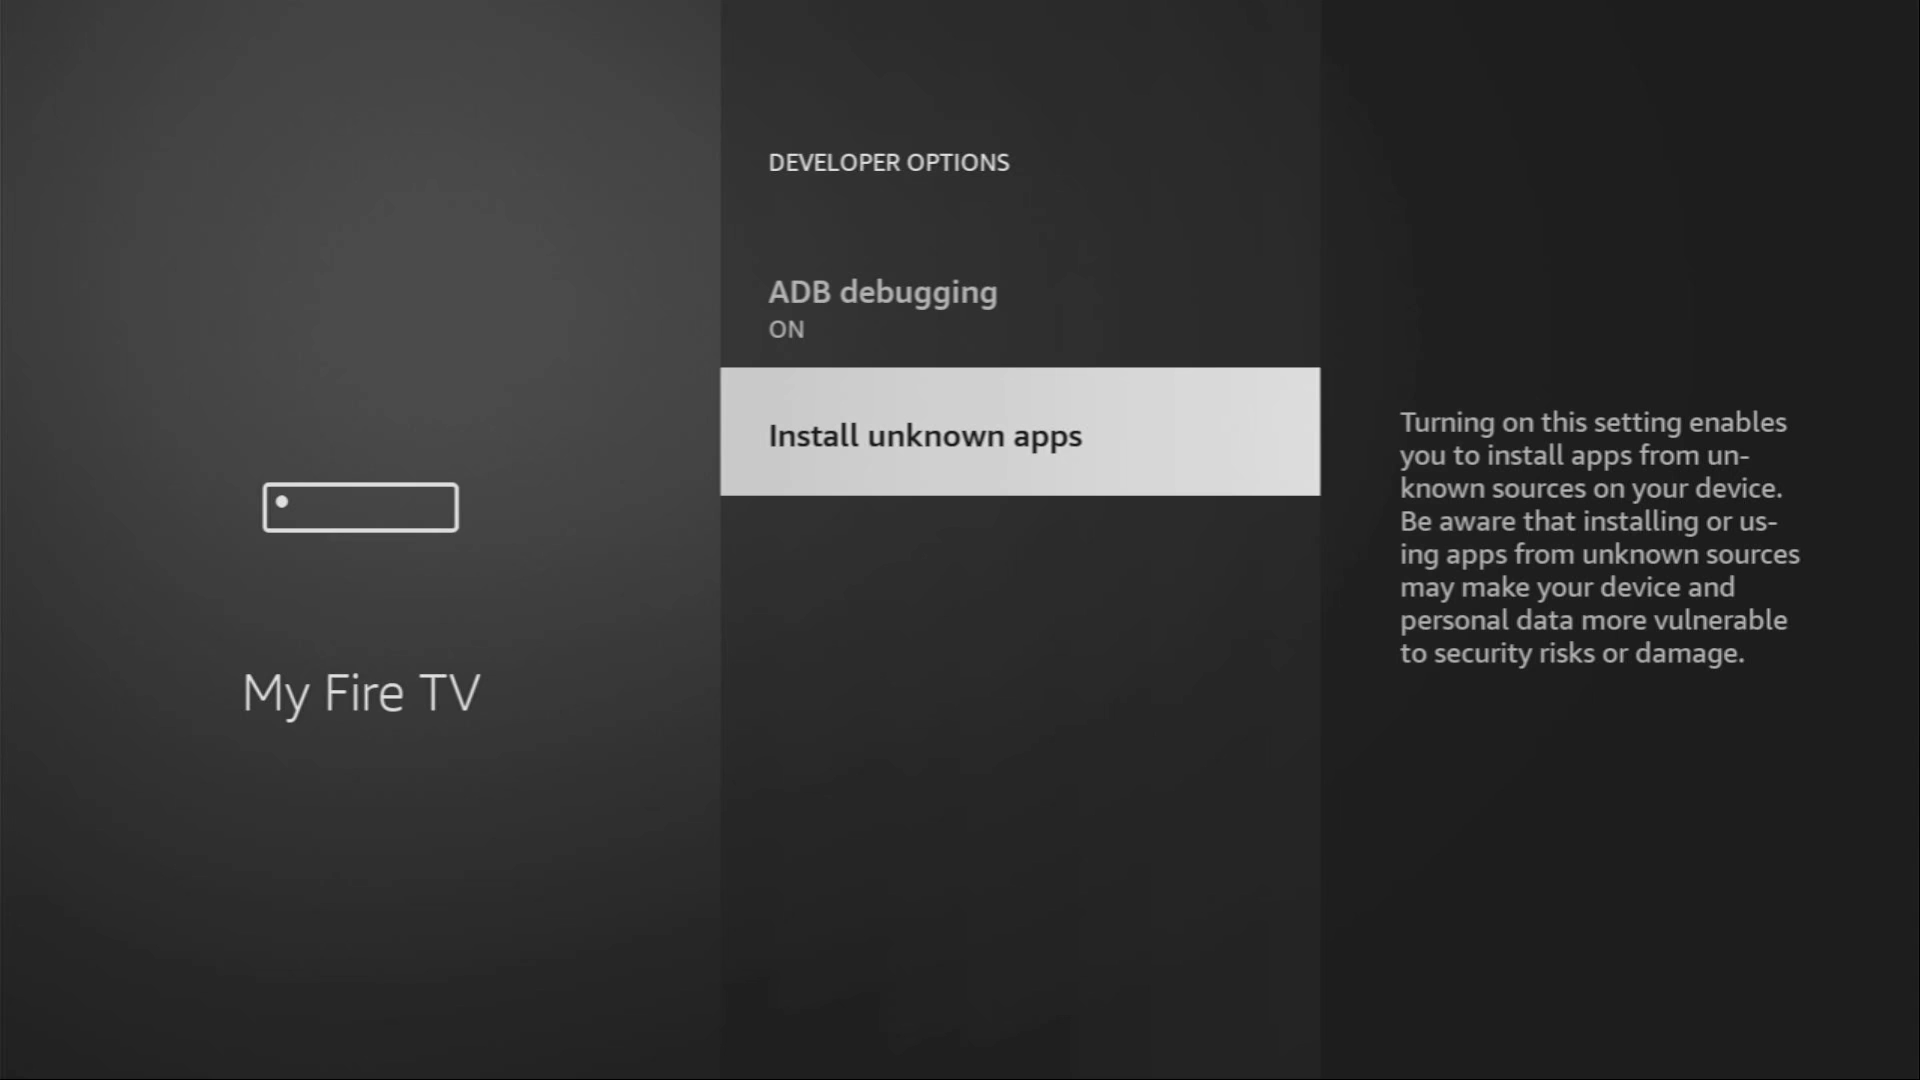 DEVELOPER OPTIONS
ADB debugging
ON
Install unknown apps
My Fire TV
Turning on this setting enables
you to install apps from un-
known sources on your device.
Be aware that installing or us-
ing apps from unknown sources
may make your device and
personal data more vulnerable
to security risks or damage.